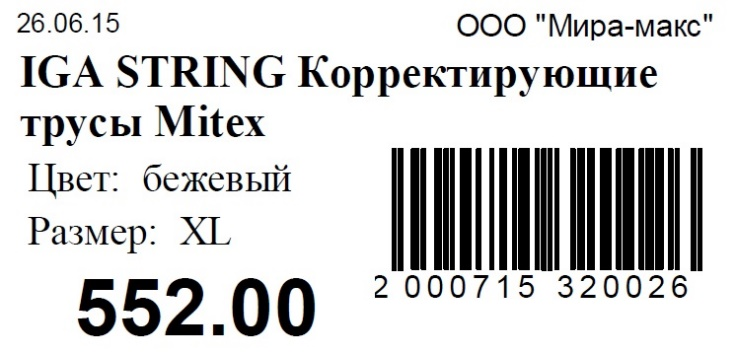 26.06.15
ООО "Мира-макс"
IGA STRING Корректирующие
трусы Mitex
Цвет: бежевый
Размер: XL
552.00
2 000715 320026